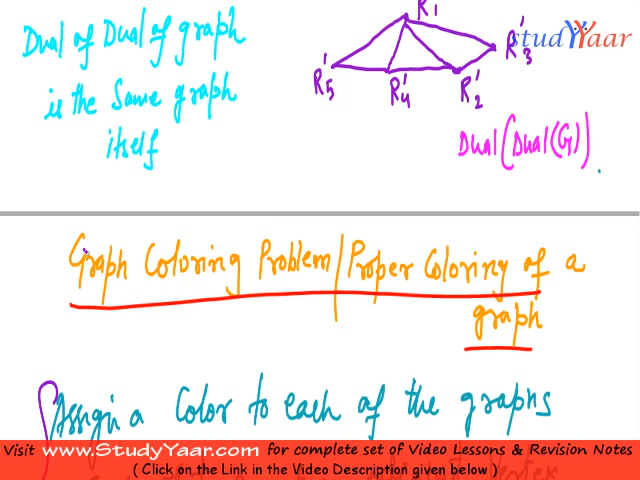 Dual of Dual of graph
is the Same graph
itself
R1'
R3'
R5'
R4'
R2'
studYYaar
Dual(Dual(G)).
Graph Coloring Problem/Proper Coloring of a
graph
Assign a Color to each of the graphs
Visit www.StudyYaar.com for complete set of Video Lessons & Revision Notes
( Click on the Link in the Video Description given below )